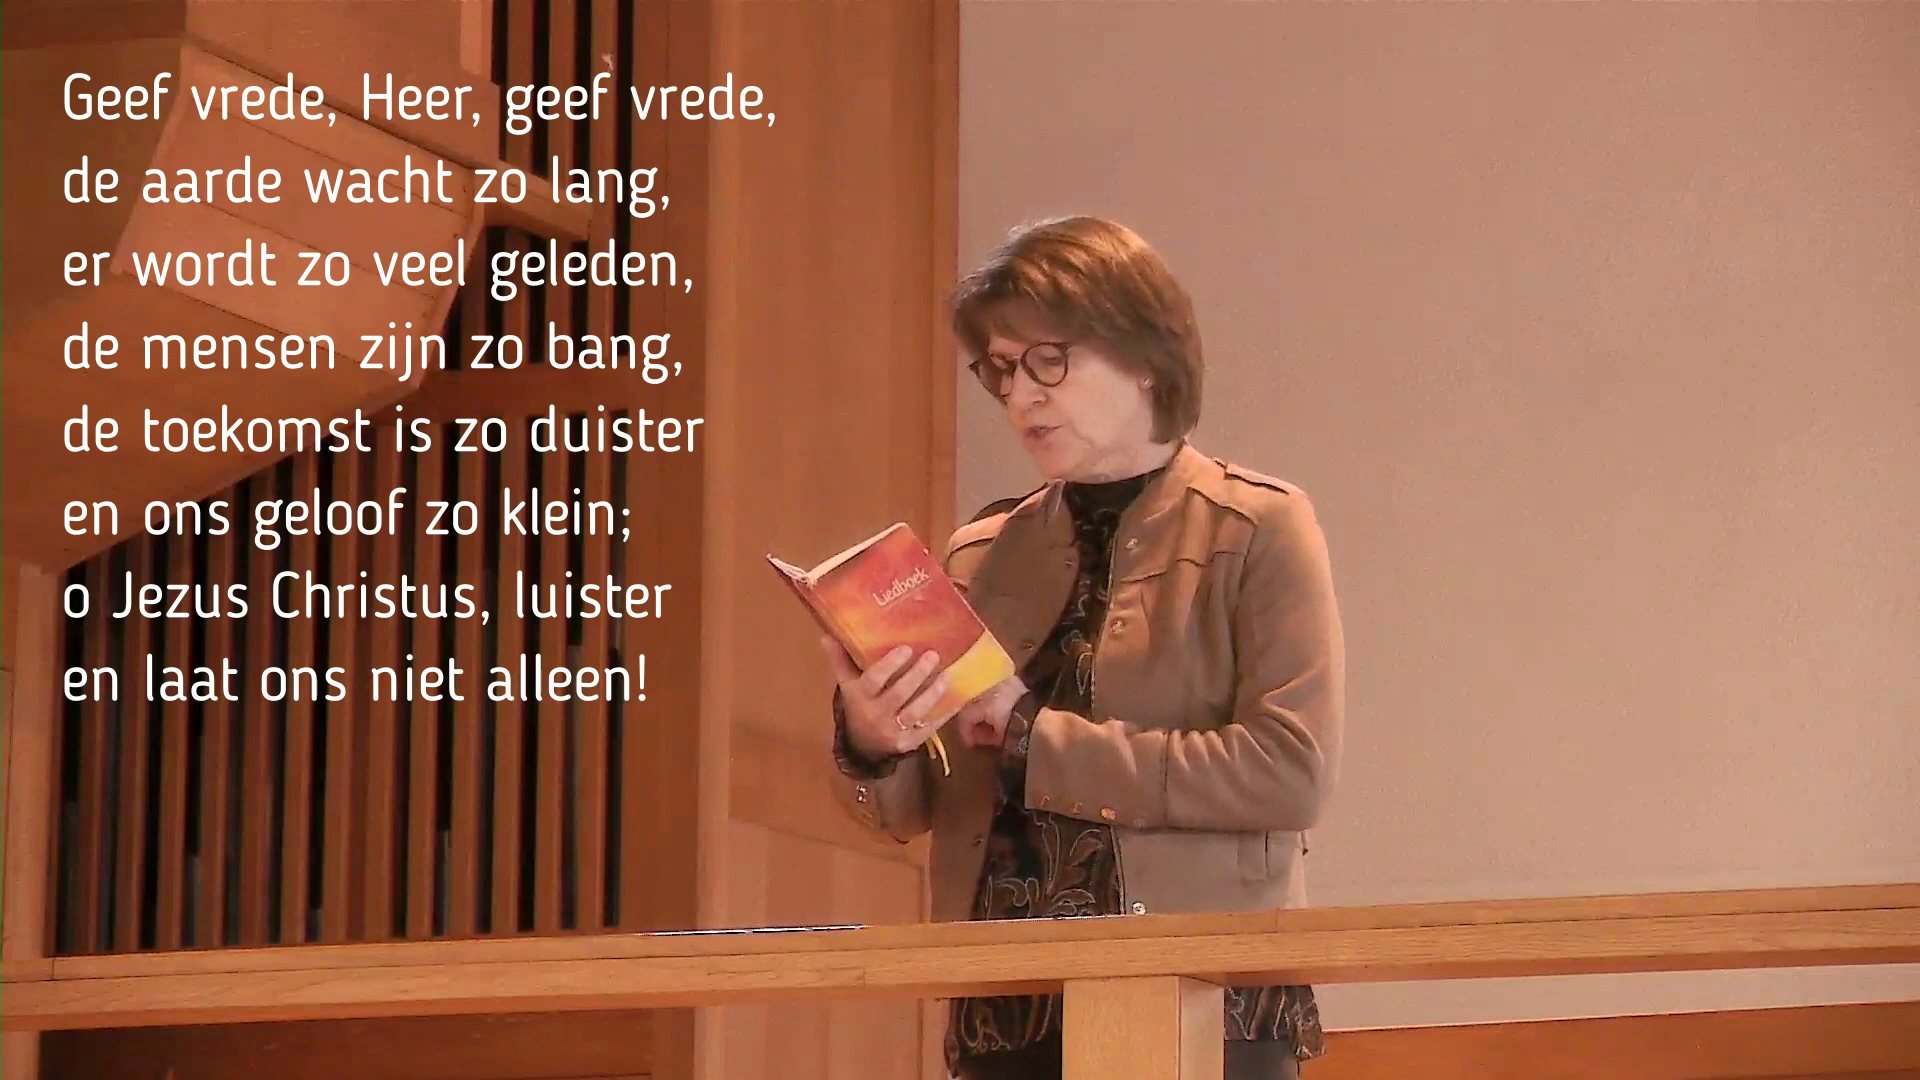 Geef vrede, Heer, geef vrede,
de aarde wacht zo lang,
er wordt zo veel geleden,
de mensen zijn zo bang,
de toekomst is zo duister
en ons geloof zo klein;
o Jezus Christus, luister
en laat ons niet alleen!
Liedboek